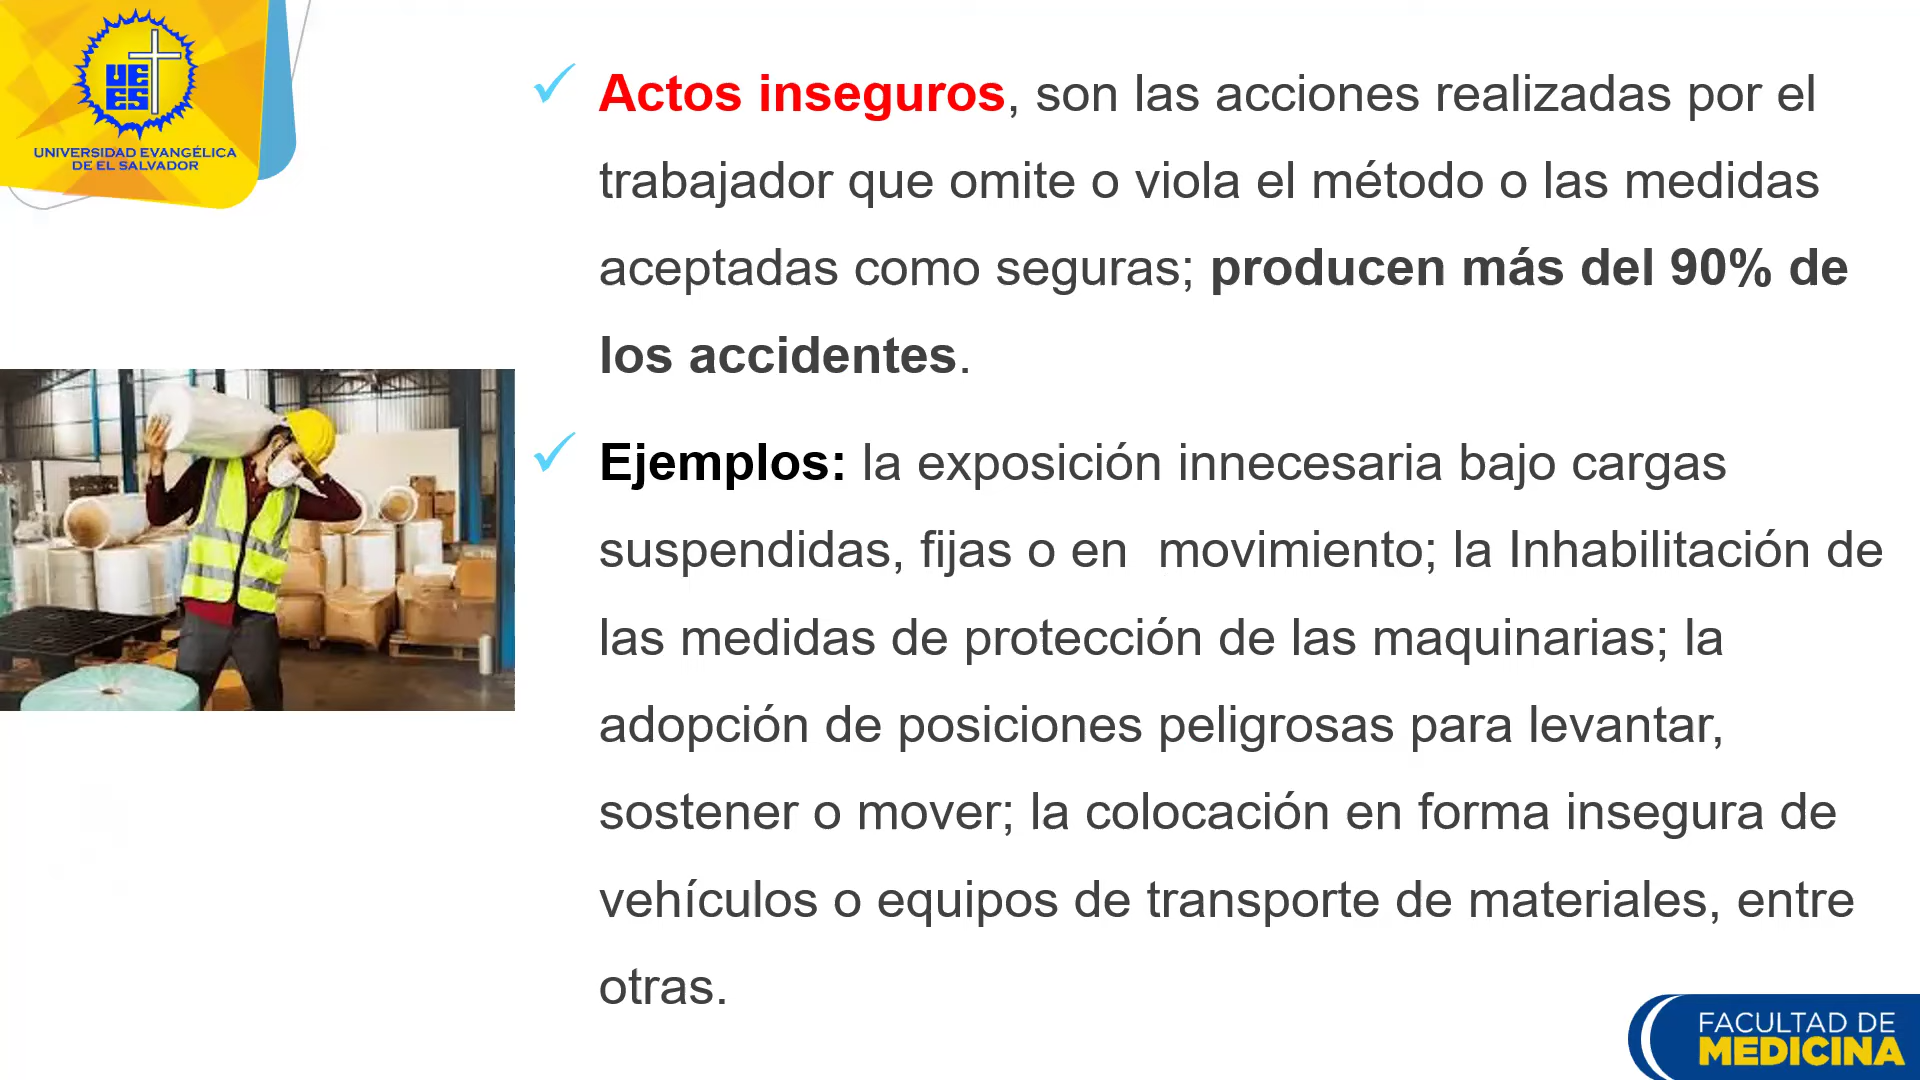 UE
ES
UNIVERSIDAD EVANGÉLICA
DE EL SALVADOR
Actos inseguros, son las acciones realizadas por el
trabajador que omite o viola el método o las medidas
aceptadas como seguras; producen más del 90% de
los accidentes.
Ejemplos: la exposición innecesaria bajo cargas
suspendidas, fijas o en  movimiento; la Inhabilitación de
las medidas de protección de las maquinarias; la
adopción de posiciones peligrosas para levantar,
sostener o mover; la colocación en forma insegura de
vehículos o equipos de transporte de materiales, entre
otras.
FACULTAD DE
MEDICINA